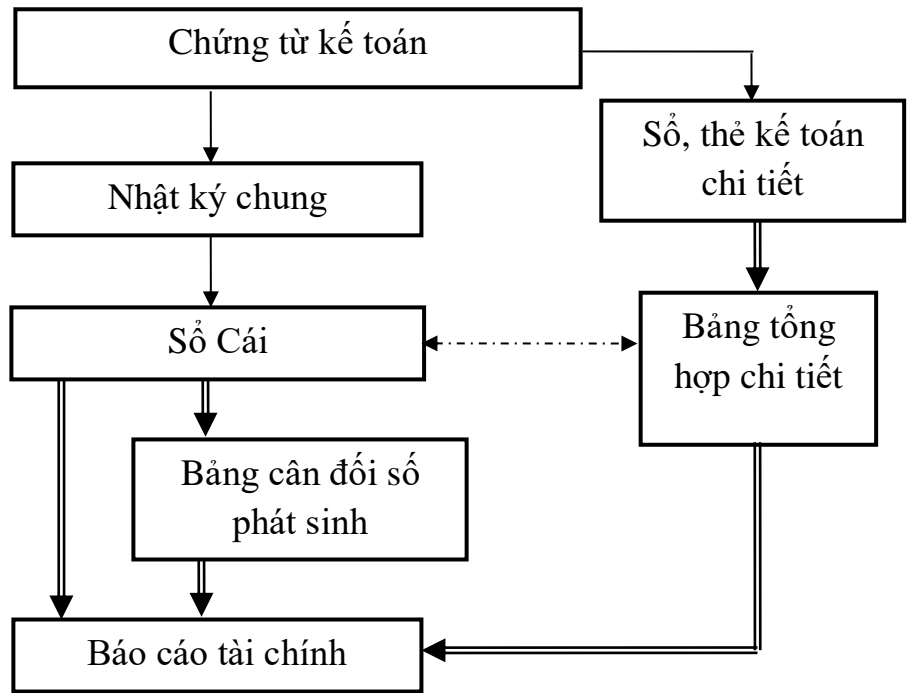 Chứng từ kế toán
Sổ, thẻ kế toán
chi tiết
Nhật ký chung
Sổ Cái
Bảng tổng
hợp chi tiết
Bảng cân đối số
phát sinh
Báo cáo tài chính